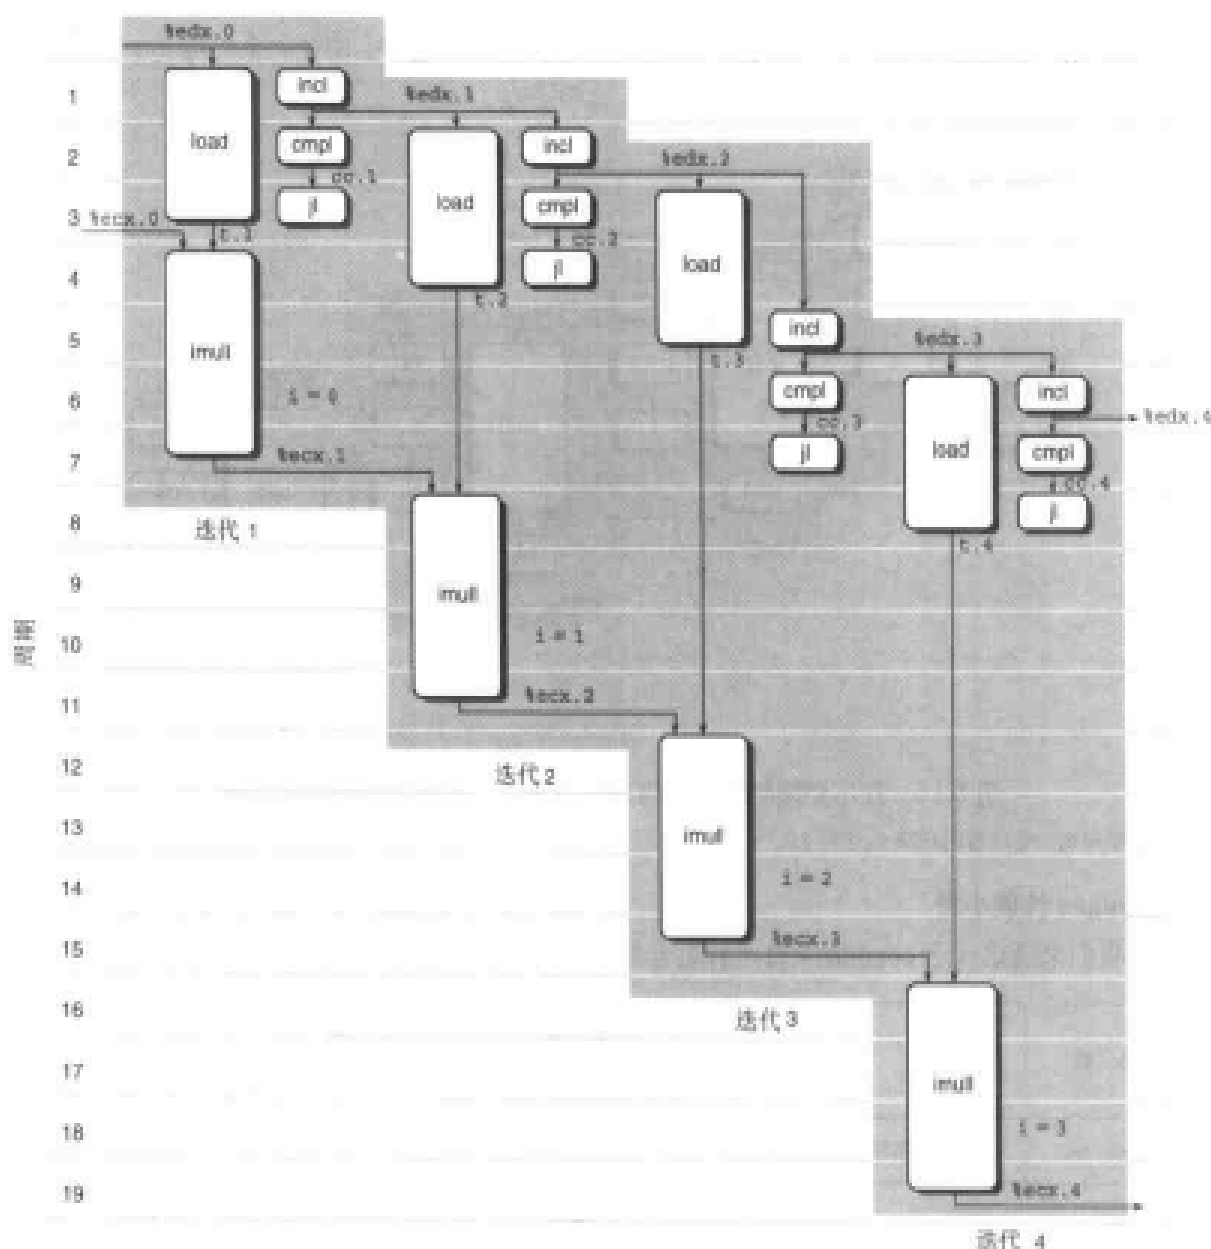 %edx.0
1
incl
%edx.1
load
2
cmpl
incl
%edx.2
cc.1
load
jl
cmpl
3
%ecx.0
t.1
cc.2
load
4
jl
t.2
incl
5
imull
t.3
%edx.3
cmpl
incl
6
i = 0
cc.3
%edx.4
load
7
%ecx.1
jl
cmpl
cc.4
8
迭代 1
jl
t.4
9
imull
周期
10
i = 1
11
%ecx.2
12
迭代 2
13
imull
14
i = 2
15
%ecx.3
16
迭代 3
17
imull
18
i = 3
19
%ecx.4
迭代 4